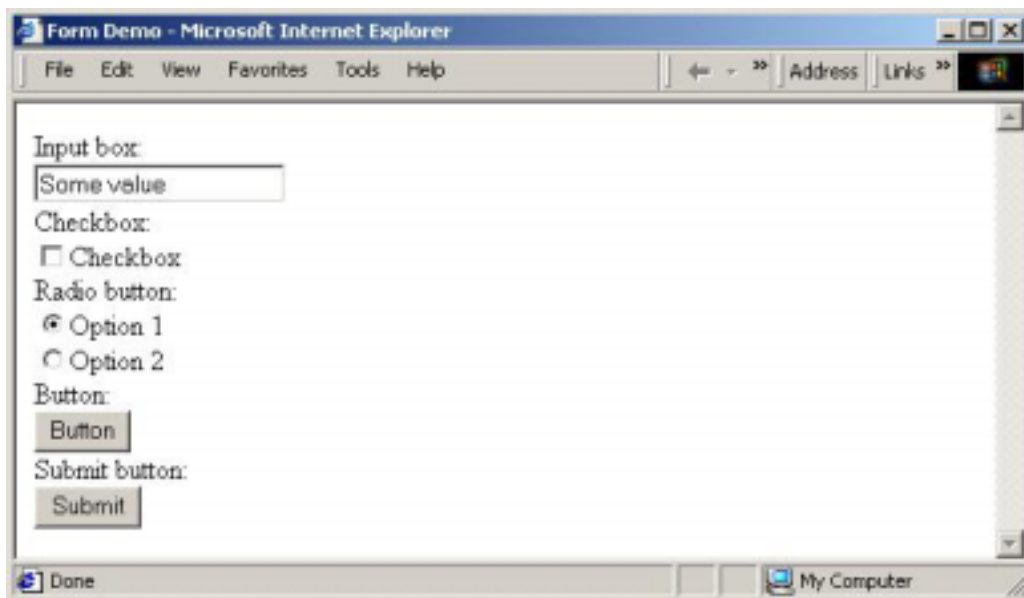 Form Demo - Microsoft Internet Explorer
File Edit View Favorites Tools Help » Address Links »
Input box:
Some value
Checkbox:
Checkbox
Radio button:
Option 1
Option 2
Button:
Button
Submit button:
Submit
Done My Computer